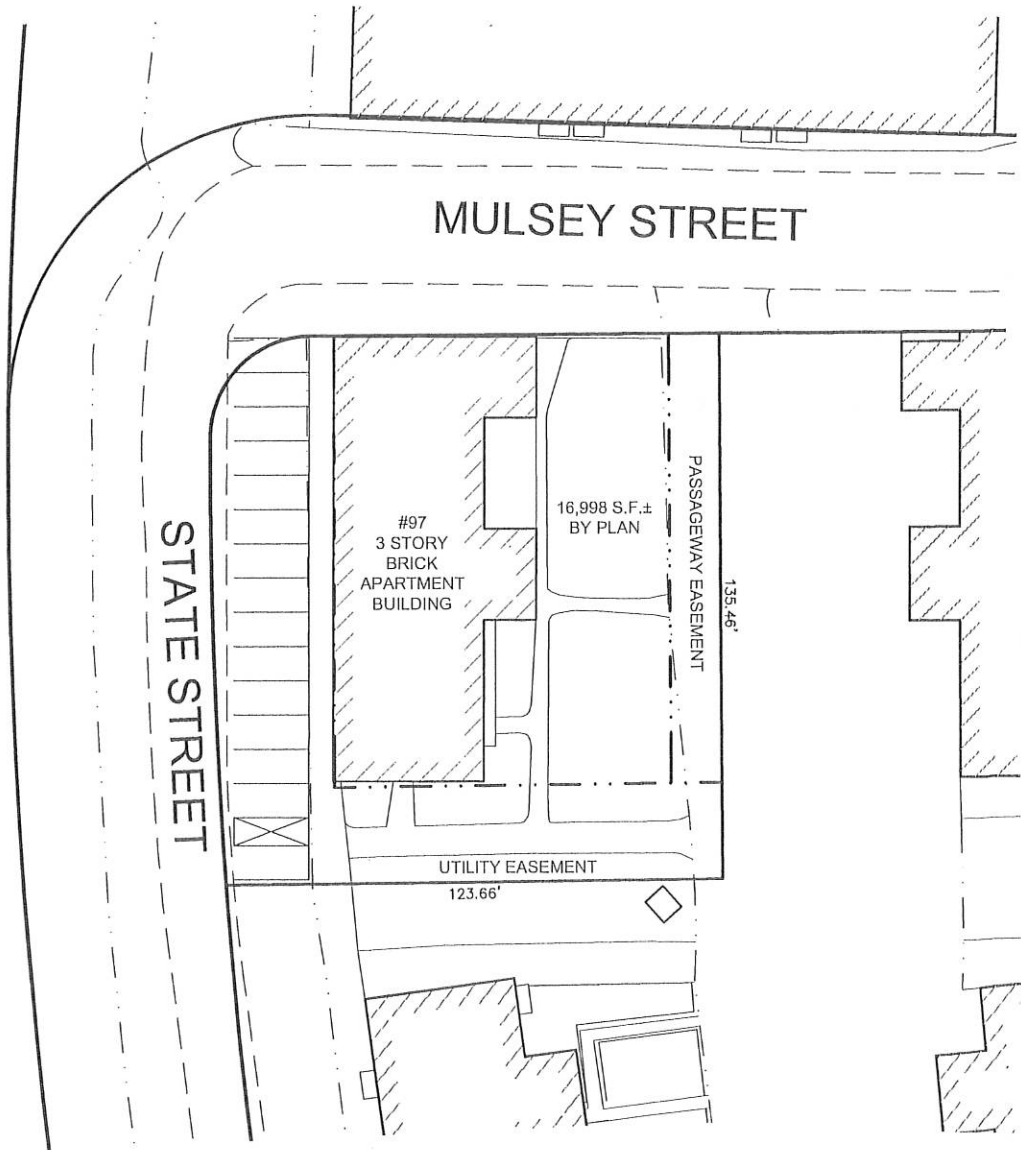 MULSEY STREET
STATE STREET
#97
3 STORY
BRICK
APARTMENT
BUILDING
16,998 S.F.±
BY PLAN
PASSAGEWAY EASEMENT
135.46'
UTILITY EASEMENT
123.66'